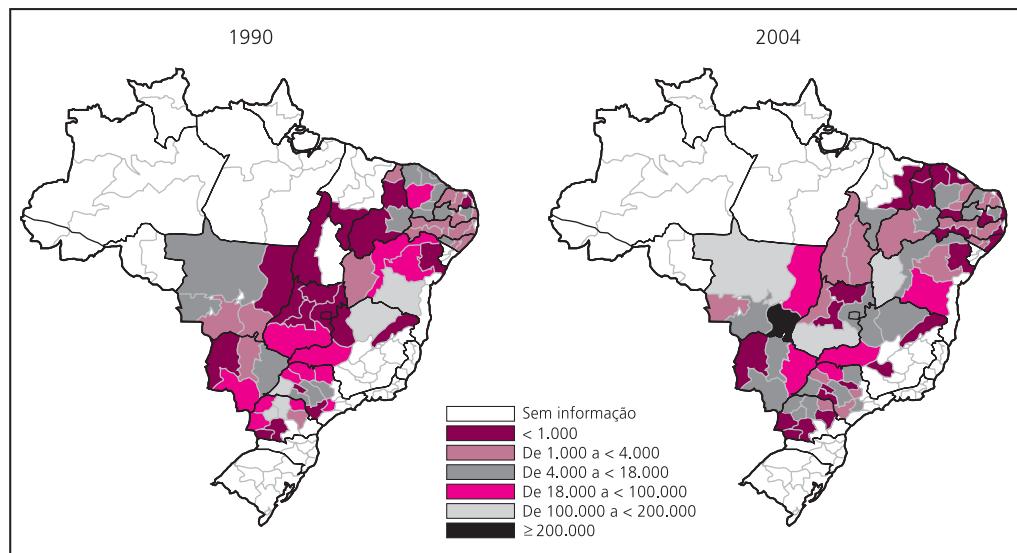 1990
2004
Sem informação
< 1.000
De 1.000 a < 4.000
De 4.000 a < 18.000
De 18.000 a < 100.000
De 100.000 a < 200.000
≥ 200.000